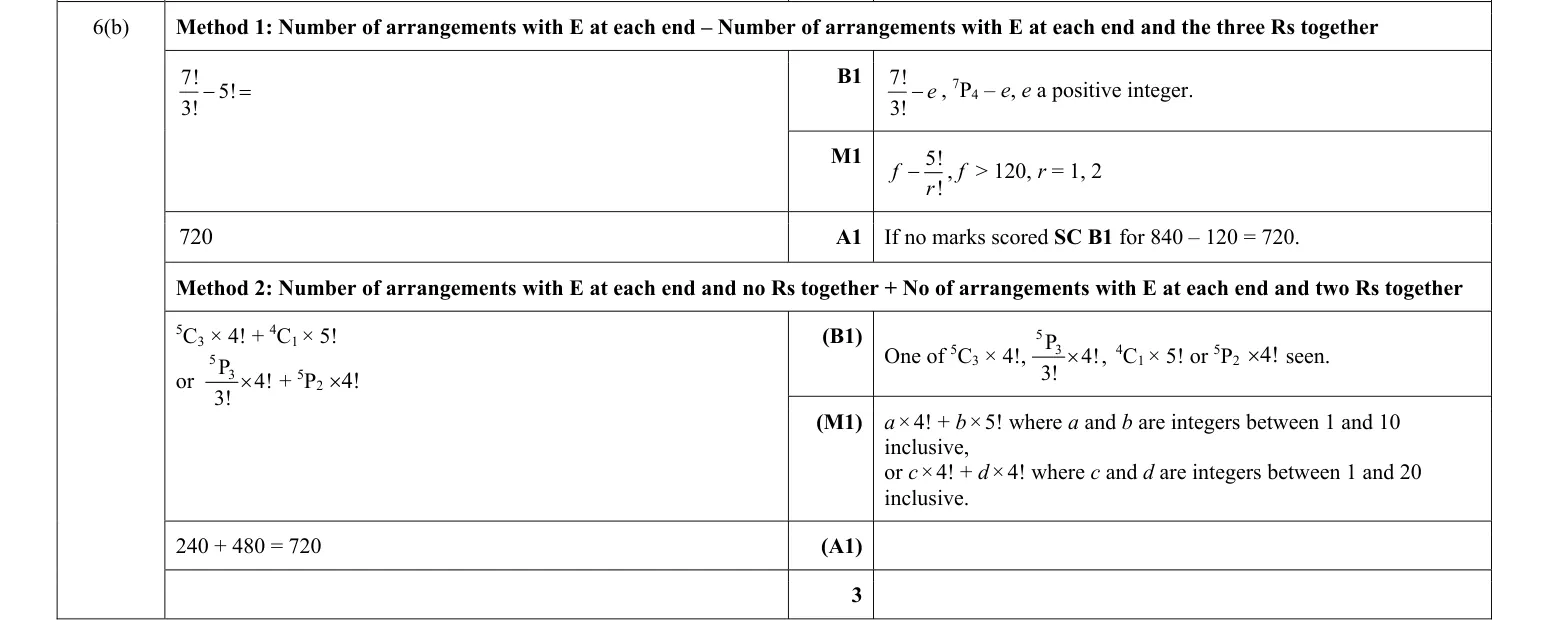 6(b) Method 1: Number of arrangements with E at each end – Number of arrangements with E at each end and the three Rs together
7!/3! − 5! =
B1
7!/3! − e , ⁷P₄ – e, e a positive integer.
M1
f − 5!/r! , f > 120, r = 1, 2
720 A1 If no marks scored SC B1 for 840 – 120 = 720.
Method 2: Number of arrangements with E at each end and no Rs together + No of arrangements with E at each end and two Rs together
⁵C₃ × 4! + ⁴C₁ × 5!
or ⁵P₃/3! × 4! + ⁵P₂ × 4!
(B1)
One of ⁵C₃ × 4!, ⁵P₃/3! × 4! , ⁴C₁ × 5! or ⁵P₂ × 4! seen.
(M1) a × 4! + b × 5! where a and b are integers between 1 and 10
inclusive,
or c × 4! + d × 4! where c and d are integers between 1 and 20
inclusive.
240 + 480 = 720 (A1)
3